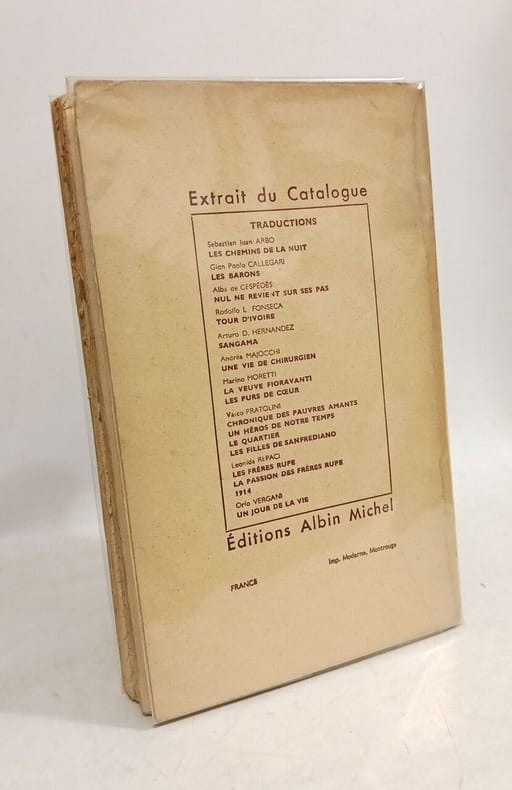 Extrait du Catalogue
TRADUCTIONS
Sebastian Juan ARBO
LES CHEMINS DE LA NUIT
Gian Paolo CALLEGARI
LES BARONS
Alba de CESPÉDÈS
NUL NE REVIENT SUR SES PAS
Rodolfo L. FONSECA
TOUR D'IVOIRE
Arturo D. HERNANDEZ
SANGAMA
Andréa MAJOCCHI
UNE VIE DE CHIRURGIEN
Marino MORETTI
LA VEUVE FIORAVANTI
LES PURS DE CŒUR
Vasco PRATOLINI
CHRONIQUE DES PAUVRES AMANTS
UN HÉROS DE NOTRE TEMPS
LE QUARTIER
LES FILLES DE SANFREDIANO
Leonida RÉPACI
LES FRÈRES RUPE
LA PASSION DES FRÈRES RUPE
1914
Orio VERGANI
UN JOUR DE LA VIE
Éditions Albin Michel
Imp. Moderne, Montrouge
FRANCE